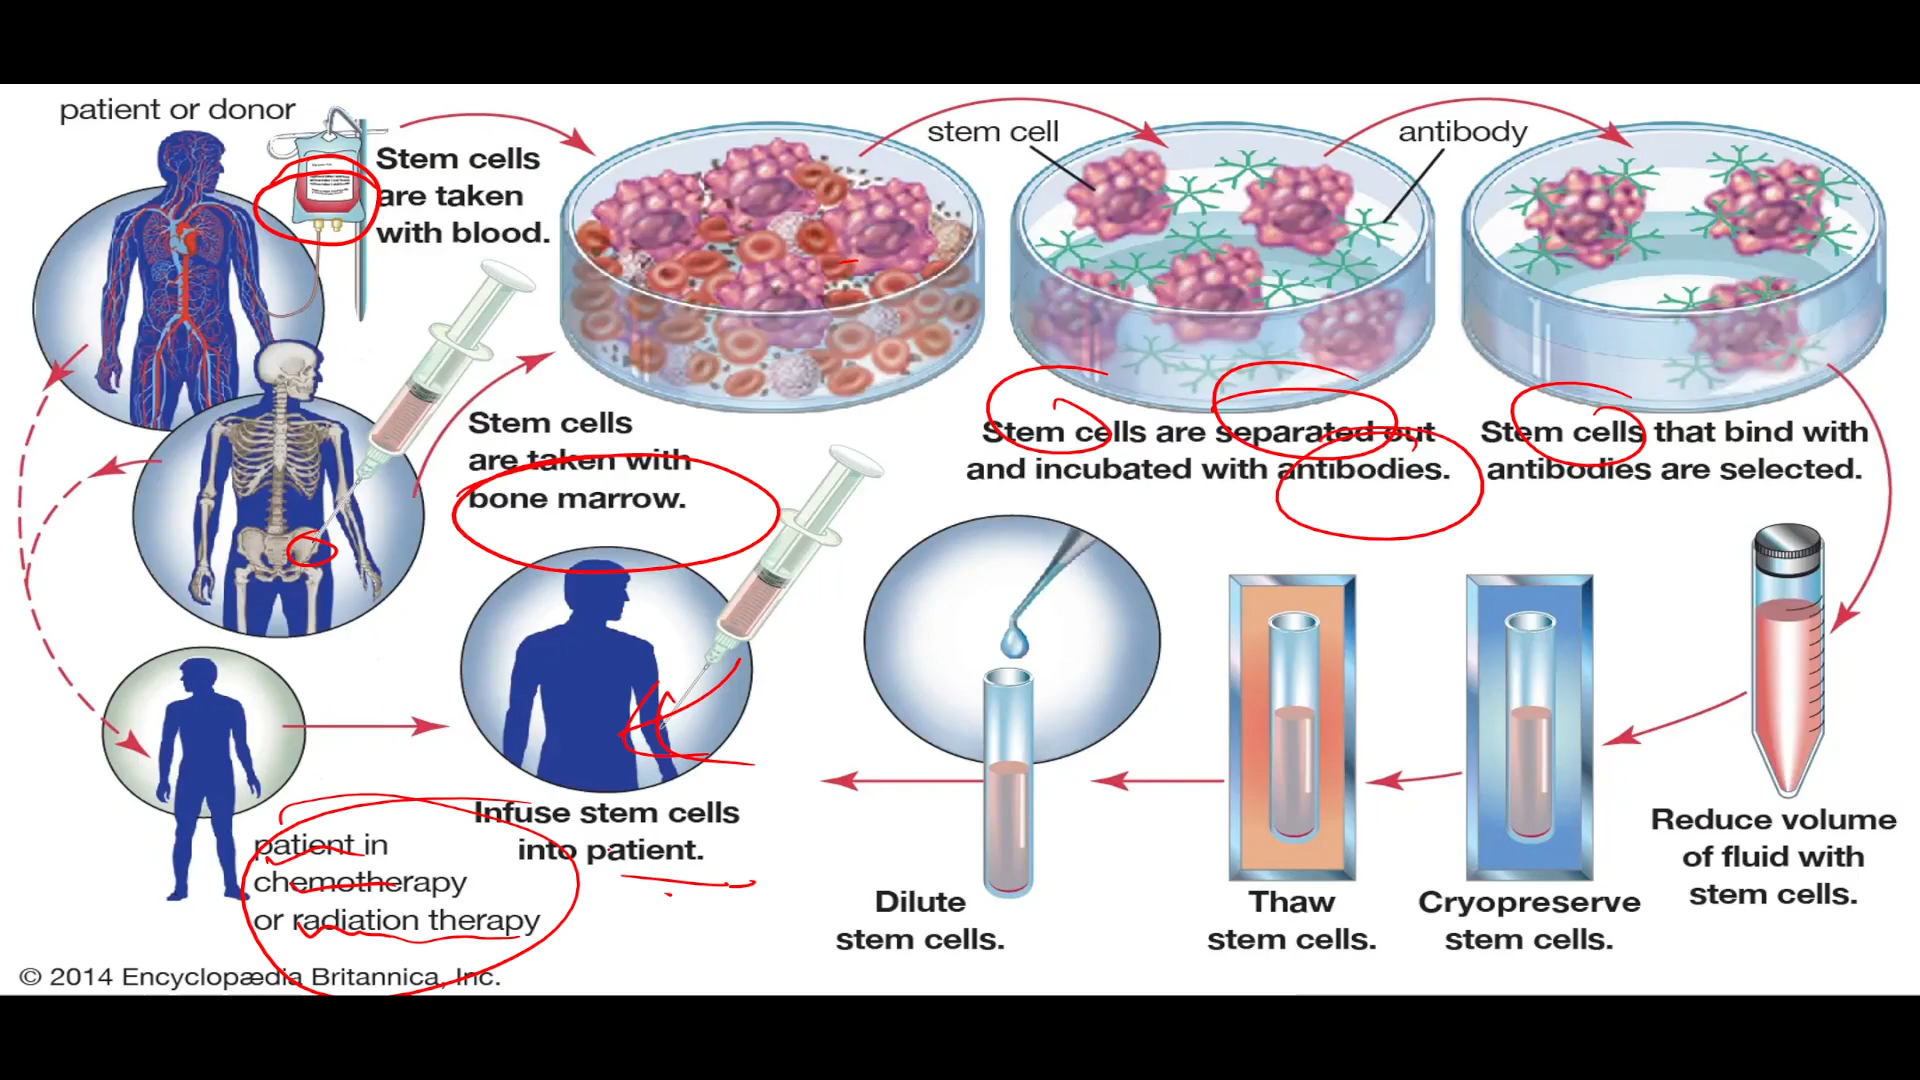 patient or donor
Stem cells
are taken
with blood.
stem cell
antibody
Stem cells
are taken with
bone marrow.
Stem cells are separated out
and incubated with antibodies.
Stem cells that bind with
antibodies are selected.
Reduce volume
of fluid with
stem cells.
Cryopreserve
stem cells.
Thaw
stem cells.
Dilute
stem cells.
Infuse stem cells
into patient.
patient in
chemotherapy
or radiation therapy
© 2014 Encyclopædia Britannica, Inc.